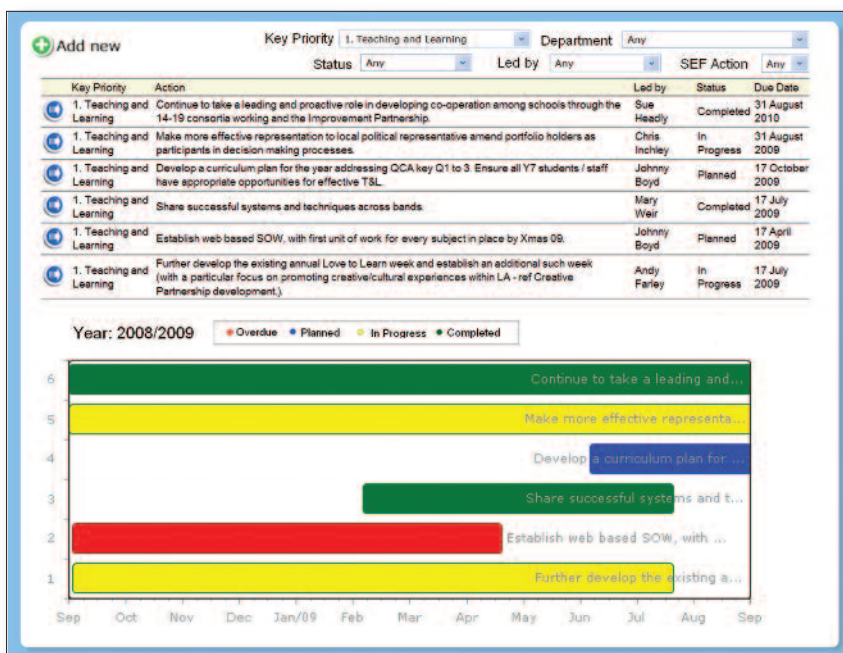 Add new
Key Priority 1. Teaching and Learning Department Any
Status Any Led by Any SEF Action Any
Key Priority Action Led by Status Due Date
1. Teaching and Learning Continue to take a leading and proactive role in developing co-operation among schools through the 14-19 consortia working and the Improvement Partnership. Sue Headly Completed 31 August 2010
1. Teaching and Learning Make more effective representation to local political representative amend portfolio holders as participants in decision making processes. Chris Inchley In Progress 31 August 2009
1. Teaching and Learning Develop a curriculum plan for the year addressing QCA key Q1 to 3. Ensure all Y7 students / staff have appropriate opportunities for effective T&L. Johnny Boyd Planned 17 October 2009
1. Teaching and Learning Share successful systems and techniques across bands. Mary Weir Completed 17 July 2009
1. Teaching and Learning Establish web based SOW, with first unit of work for every subject in place by Xmas 09. Johnny Boyd Planned 17 April 2009
1. Teaching and Learning Further develop the existing annual Love to Learn week and establish an additional such week (with a particular focus on promoting creative/cultural experiences within LA - ref Creative Partnership development.). Andy Farley In Progress 17 July 2009
Year: 2008/2009 Overdue Planned In Progress Completed
6 Continue to take a leading and...
5 Make more effective representa...
4 Develop a curriculum plan for ...
3 Share successful systems and t...
2 Establish web based SOW, with ...
1 Further develop the existing a...
Sep Oct Nov Dec Jan/09 Feb Mar Apr May Jun Jul Aug Sep